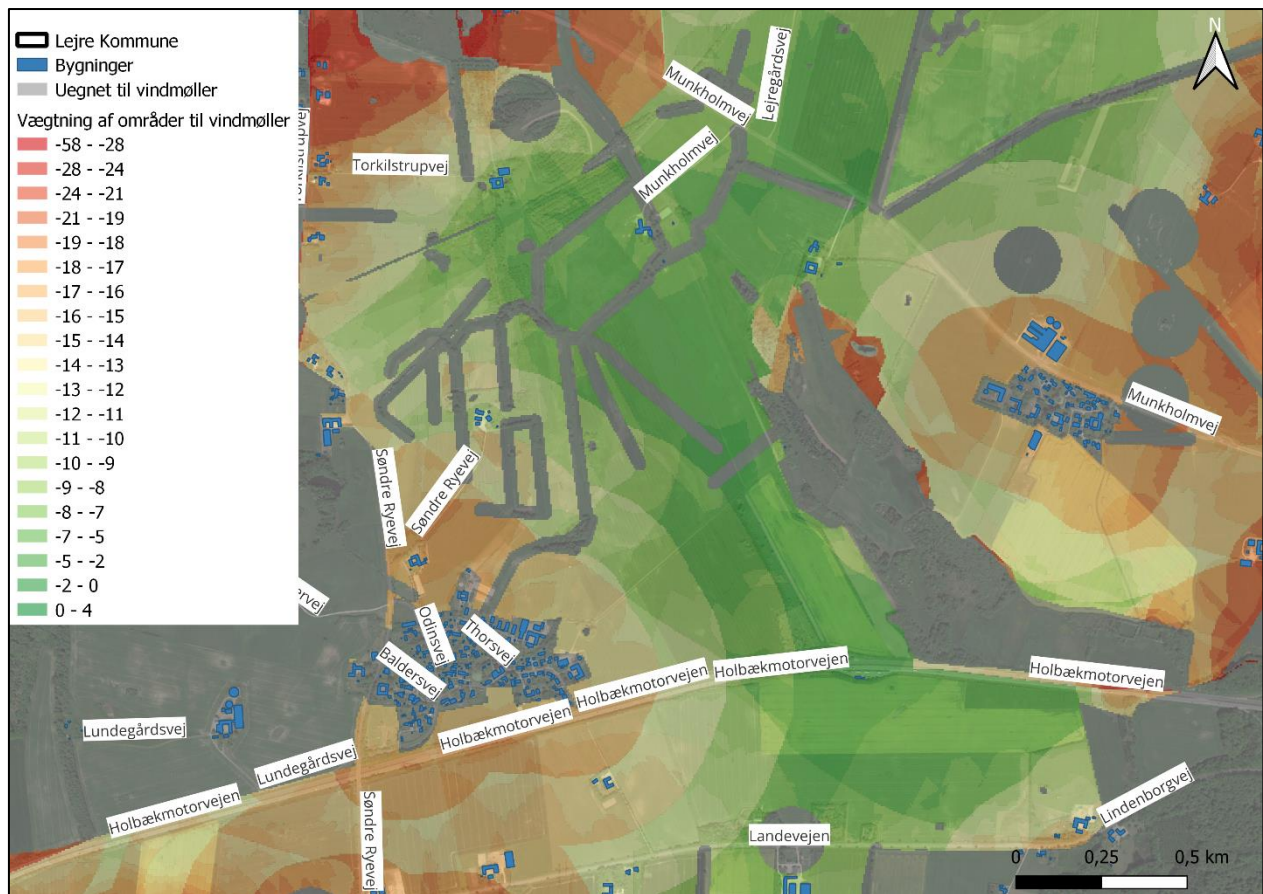 Lejre Kommune
Bygninger
Uegnet til vindmøller
Vægtning af områder til vindmøller
-58 - -28
-28 - -24
-24 - -21
-21 - -19
-19 - -18
-18 - -17
-17 - -16
-16 - -15
-15 - -14
-14 - -13
-13 - -12
-12 - -11
-11 - -10
-10 - -9
-9 - -8
-8 - -7
-7 - -5
-5 - -2
-2 - 0
0 - 4
N
Lejregårdsvej
Munkholmvej
Torkilstrupvej
Torkilstrupvej
Munkholmvej
Munkholmvej
Søndre Ryevej
Søndre Ryevej
Odinsvej
Thorsvej
Baldersvej
Holbækmotorvejen
Holbækmotorvejen
Holbækmotorvejen
Holbækmotorvejen
Lundegårdsvej
Lundegårdsvej
Holbækmotorvejen
Søndre Ryevej
Landevejen
Lindenborgvej
0 0,25 0,5 km